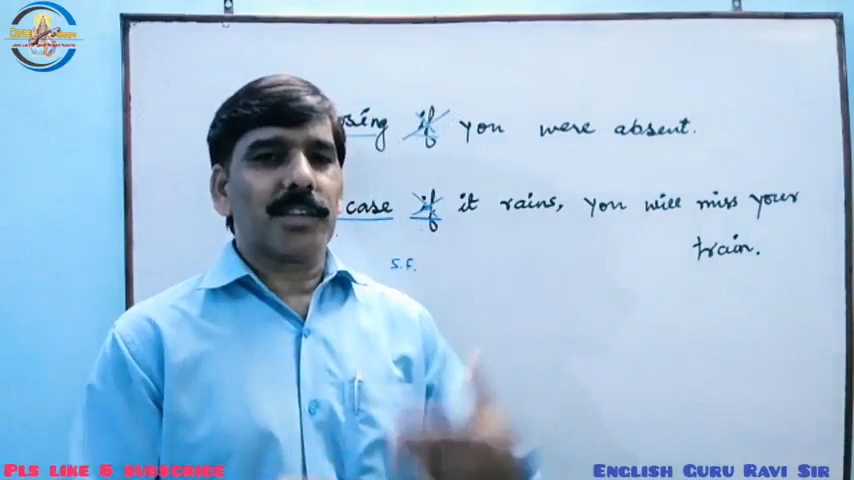 if you were absent.
case if it rains, you will miss your
train.
S.F.
PLS LIKE & SUBSCRIBE
ENGLISH GURU RAVI SIR